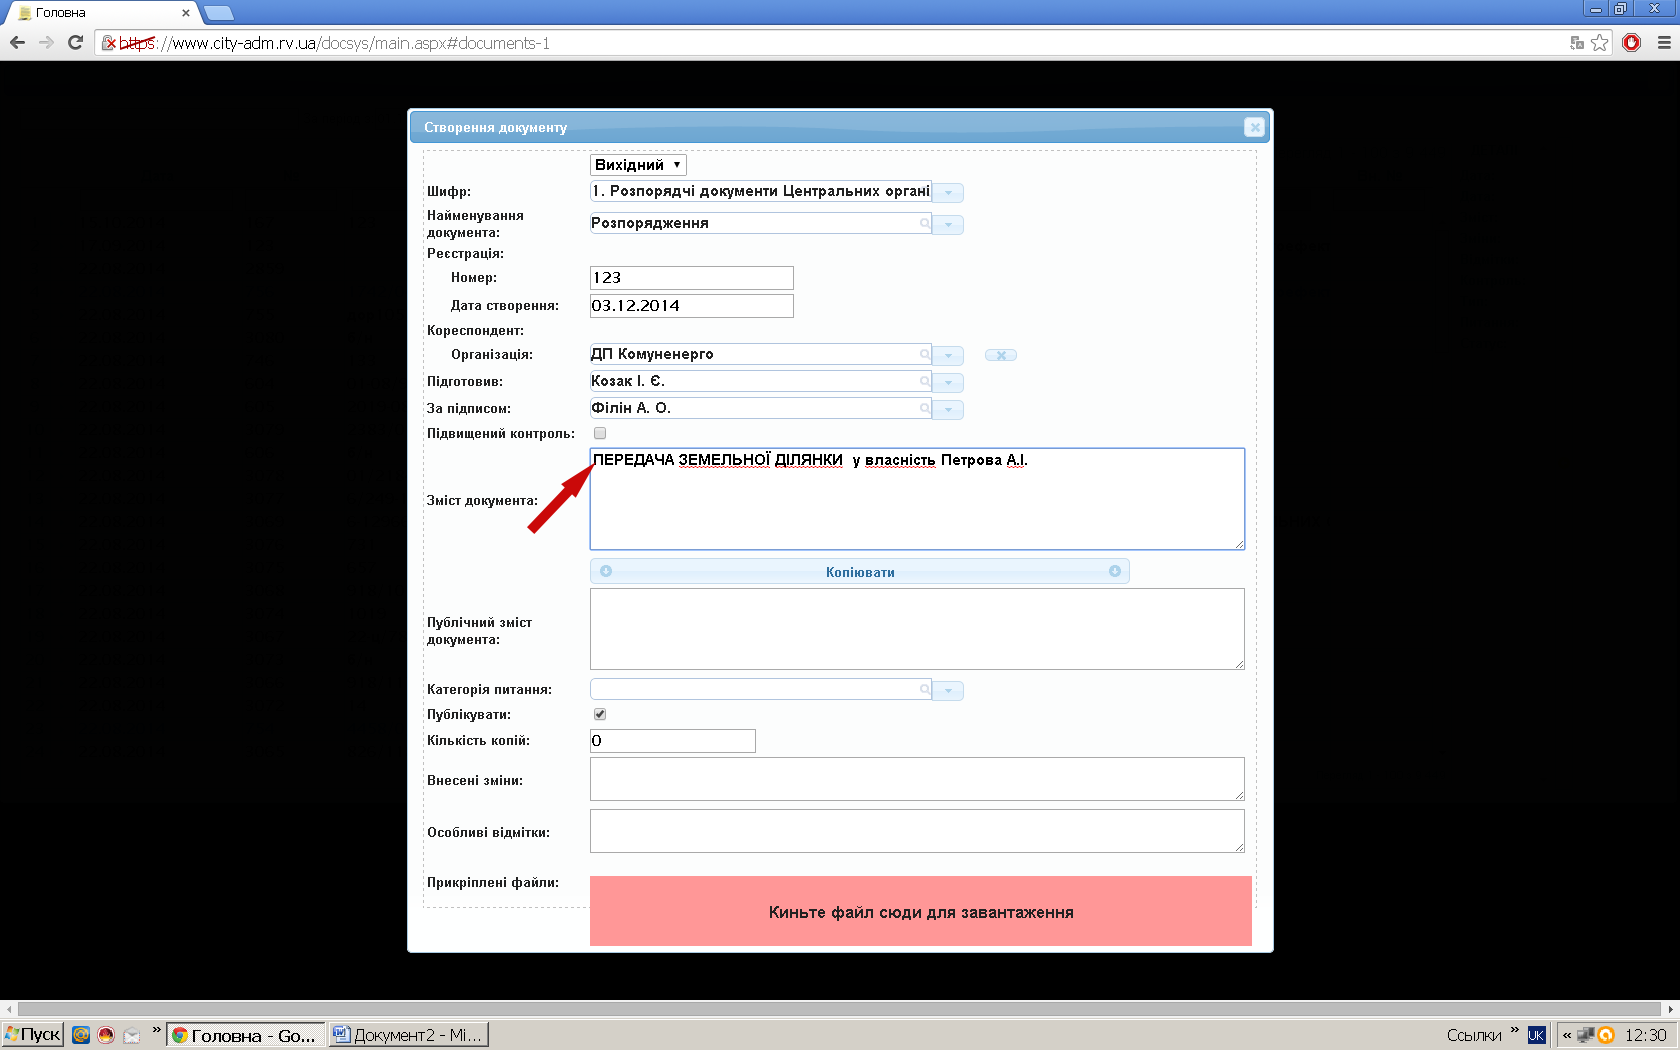 Головна
https://www.city-adm.rv.ua/docsys/main.aspx#documents-1
Створення документу
Вихідний
Шифр:
1. Розпорядчі документи Центральних органі
Найменування
документа:
Розпорядження
Реєстрація:
Номер:
123
Дата створення:
03.12.2014
Кореспондент:
Організація:
ДП Комуненерго
Підготовив:
Козак І. Є.
За підписом:
Філін А. О.
Підвищений контроль:
ПЕРЕДАЧА ЗЕМЕЛЬНОЇ ДІЛЯНКИ  у власність Петрова А.І.
Зміст документа:
Копіювати
Публічний зміст
документа:
Категорія питання:
Публікувати:
Кількість копій:
0
Внесені зміни:
Особливі відмітки:
Прикріплені файли:
Киньте файл сюди для завантаження
Пуск
»
Головна - Go...
Документ2 - Mi...
Ссылки
»
UK
«
12:30